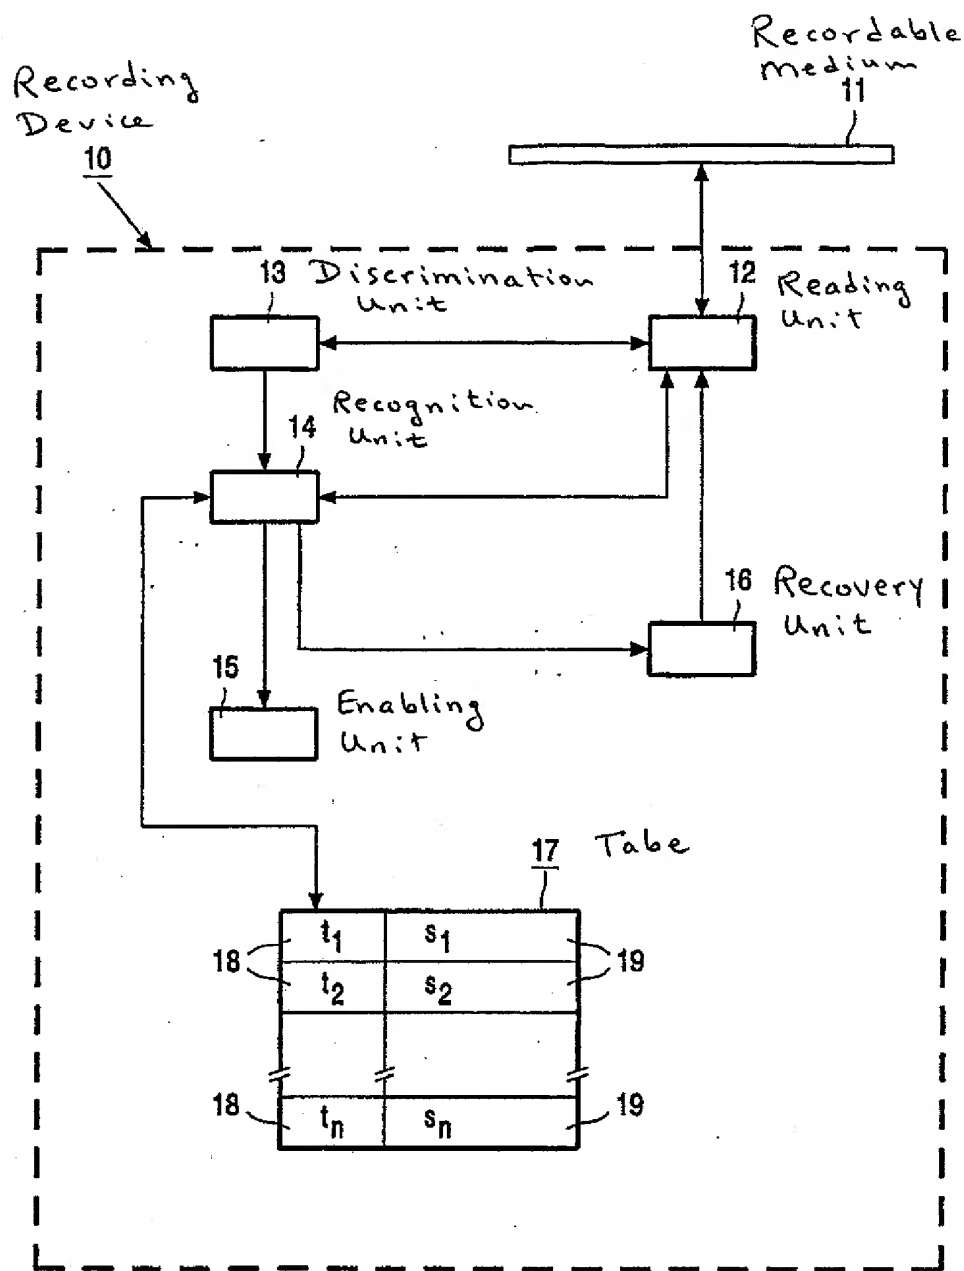 Recordable
medium
11
Recording
Device
10
13 Discrimination
Unit
12 Reading
Unit
Recognition
14 Unit
16 Recovery
Unit
15 Enabling
Unit
17 Tabe
18 t1 s1 19
t2 s2
18 tn sn 19